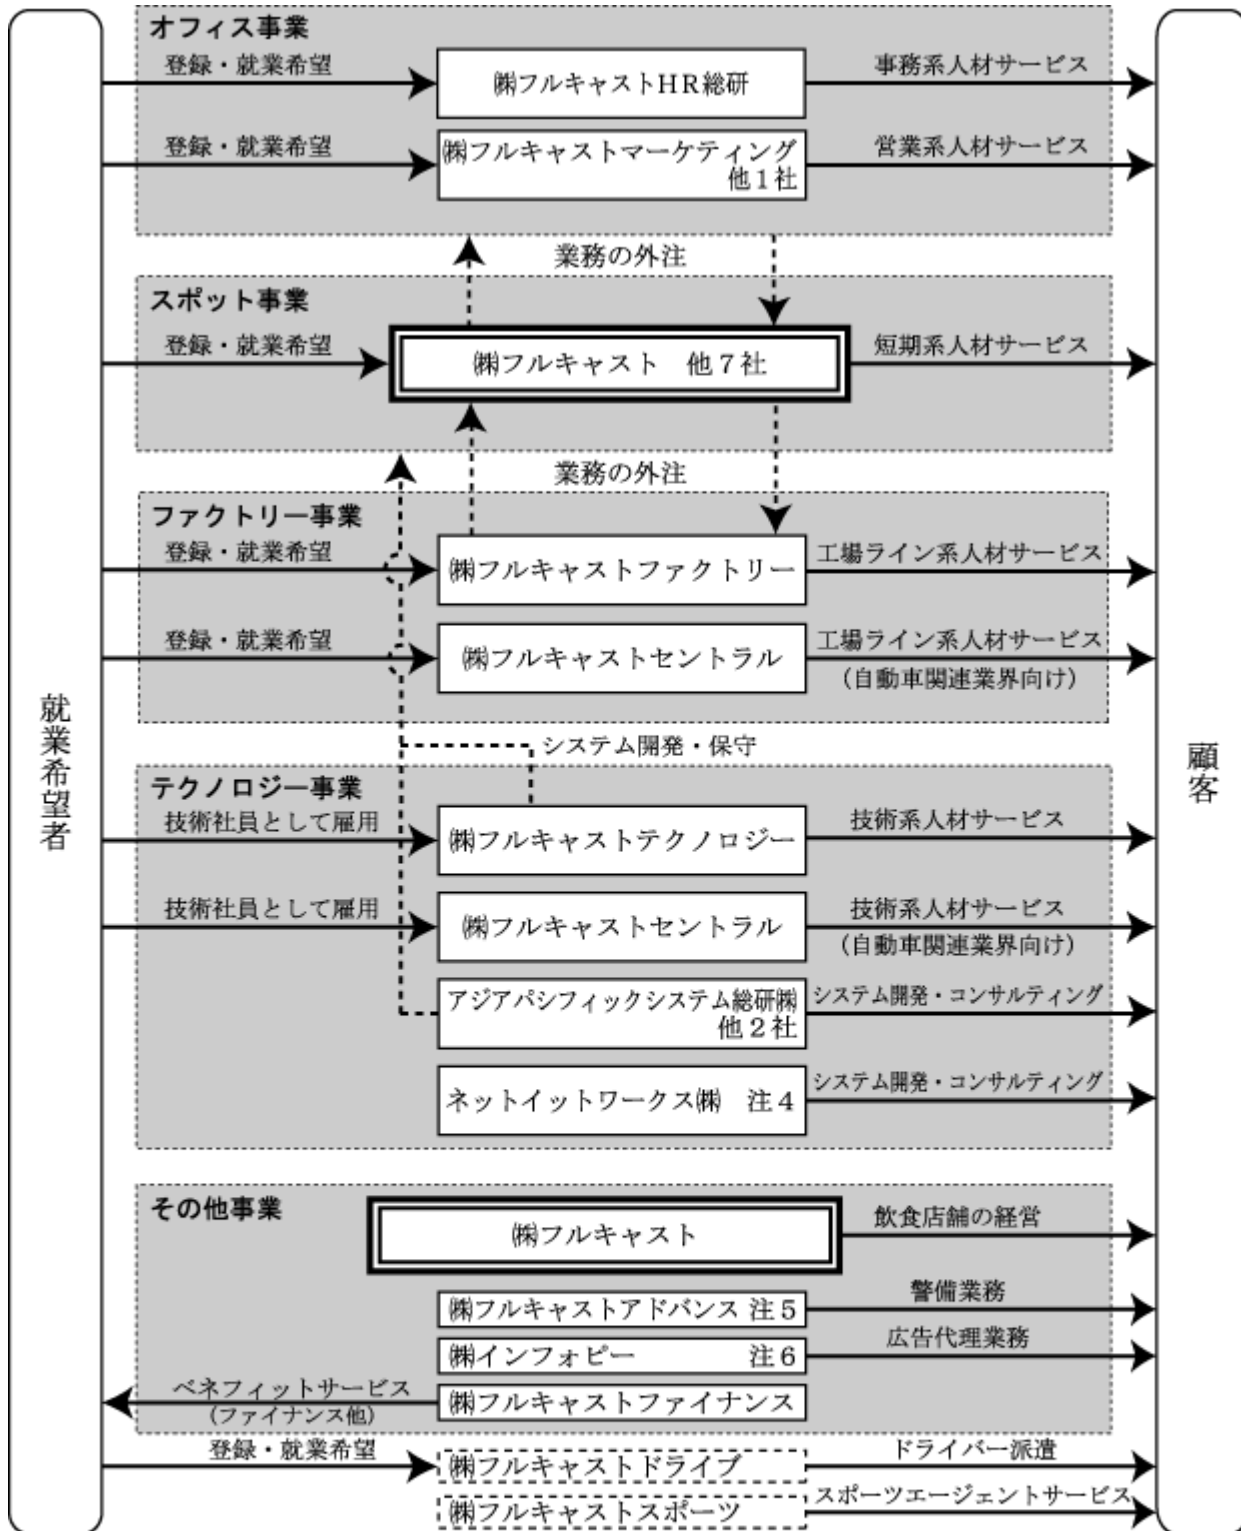 オフィス事業
登録・就業希望
㈱フルキャストHR総研
事務系人材サービス
登録・就業希望
㈱フルキャストマーケティング
他1社
営業系人材サービス
業務の外注
スポット事業
登録・就業希望
㈱フルキャスト 他7社
短期系人材サービス
業務の外注
ファクトリー事業
登録・就業希望
㈱フルキャストファクトリー
工場ライン系人材サービス
登録・就業希望
㈱フルキャストセントラル
工場ライン系人材サービス
(自動車関連業界向け)
就業希望者
顧客
システム開発・保守
テクノロジー事業
技術社員として雇用
㈱フルキャストテクノロジー
技術系人材サービス
技術社員として雇用
㈱フルキャストセントラル
技術系人材サービス
(自動車関連業界向け)
アジアパシフィックシステム総研㈱
他2社
システム開発・コンサルティング
ネットイットワークス㈱ 注4
システム開発・コンサルティング
その他事業
㈱フルキャスト
飲食店舗の経営
㈱フルキャストアドバンス 注5
警備業務
㈱インフォピー 注6
広告代理業務
ベネフィットサービス
(ファイナンス他)
㈱フルキャストファイナンス
登録・就業希望
㈱フルキャストドライブ
ドライバー派遣
㈱フルキャストスポーツ
スポーツエージェントサービス